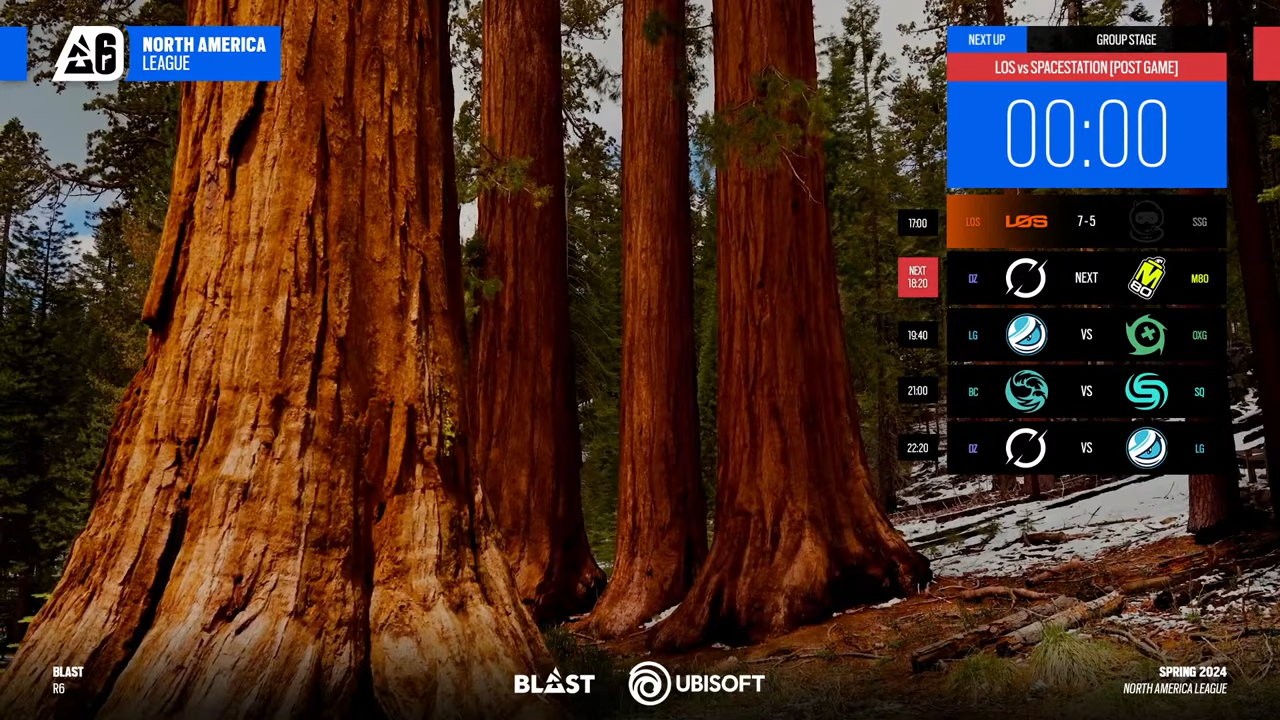 NORTH AMERICA
LEAGUE
NEXT UP
GROUP STAGE
LOS vs SPACESTATION [POST GAME]
00:00
17:00
LOS
LØS
7 - 5
SSG
NEXT
18:20
DZ
NEXT
M80
M80
19:40
LG
VS
OXG
21:00
BC
VS
SQ
22:20
DZ
VS
LG
BLAST
R6
BLAST
UBISOFT
SPRING 2024
NORTH AMERICA LEAGUE